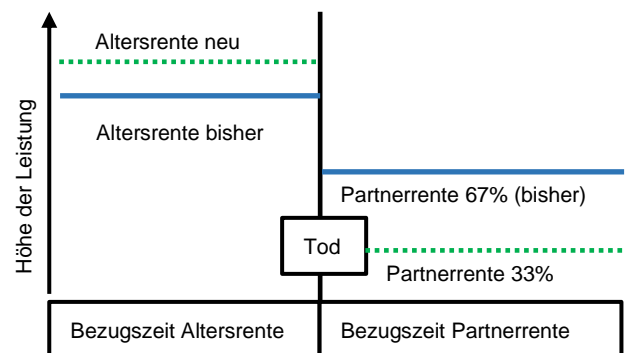 Altersrente neu
Altersrente bisher
Höhe der Leistung
Partnerrente 67% (bisher)
Tod
Partnerrente 33%
Bezugszeit Altersrente
Bezugszeit Partnerrente